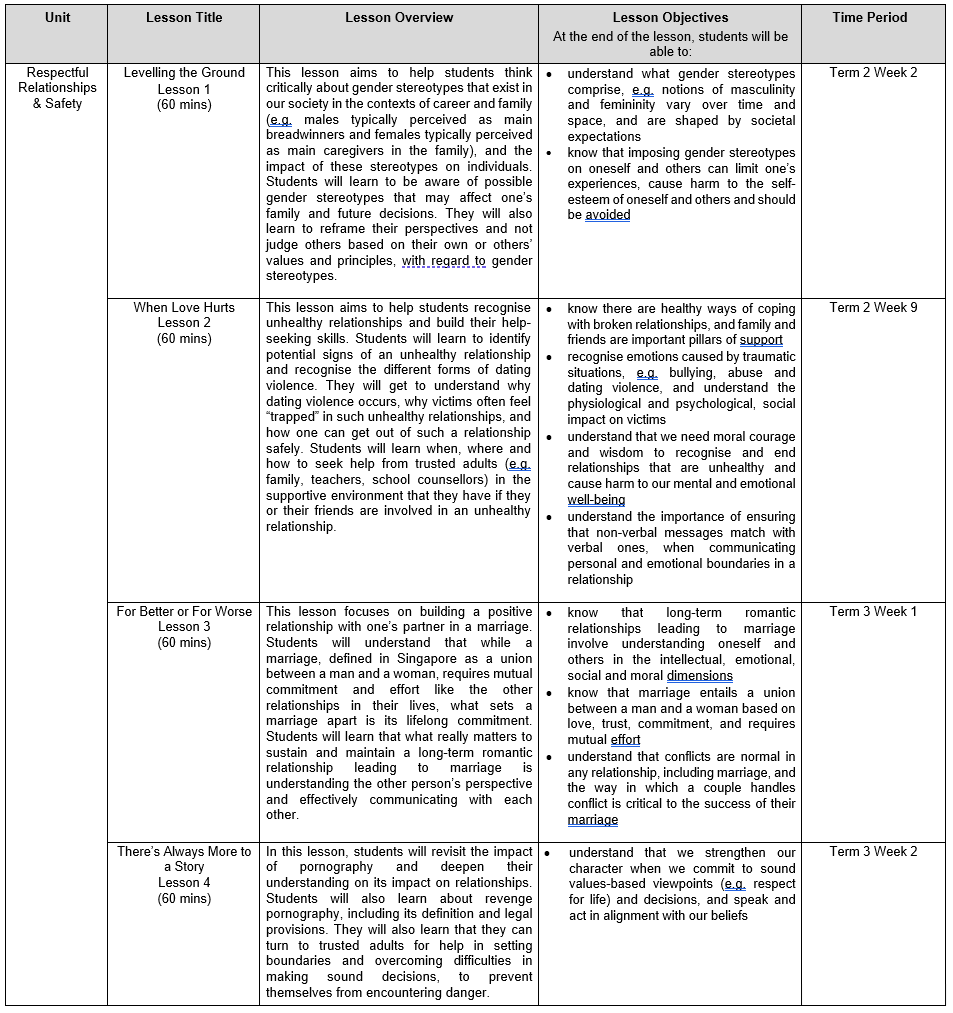 Unit
Lesson Title
Lesson Overview
Lesson Objectives
At the end of the lesson, students will be
able to:
Time Period
Respectful
Relationships
& Safety
Levelling the Ground
Lesson 1
(60 mins)
This lesson aims to help students think
critically about gender stereotypes that exist in
our society in the contexts of career and family
(e.g. males typically perceived as main
breadwinners and females typically perceived
as main caregivers in the family), and the
impact of these stereotypes on individuals.
Students will learn to be aware of possible
gender stereotypes that may affect one's
family and future decisions. They will also
learn to reframe their perspectives and not
judge others based on their own or others'
values and principles, with regard to gender
stereotypes.
• understand what gender stereotypes
comprise, e.g. notions of masculinity
and femininity vary over time and
space, and are shaped by societal
expectations
• know that imposing gender stereotypes
on oneself and others can limit one's
experiences, cause harm to the self-
esteem of oneself and others and should
be avoided
Term 2 Week 2
When Love Hurts
Lesson 2
(60 mins)
This lesson aims to help students recognise
unhealthy relationships and build their help-
seeking skills. Students will learn to identify
potential signs of an unhealthy relationship
and recognise the different forms of dating
violence. They will get to understand why
dating violence occurs, why victims often feel
“trapped” in such unhealthy relationships, and
how one can get out of such a relationship
safely. Students will learn when, where and
how to seek help from trusted adults (e.g.
family, teachers, school counsellors) in the
supportive environment that they have if they
or their friends are involved in an unhealthy
relationship.
• know there are healthy ways of coping
with broken relationships, and family and
friends are important pillars of support
• recognise emotions caused by traumatic
situations, e.g. bullying, abuse and
dating violence, and understand the
physiological and psychological, social
impact on victims
• understand that we need moral courage
and wisdom to recognise and end
relationships that are unhealthy and
cause harm to our mental and emotional
well-being
• understand the importance of ensuring
that non-verbal messages match with
verbal ones, when communicating
personal and emotional boundaries in a
relationship
Term 2 Week 9
For Better or For Worse
Lesson 3
(60 mins)
This lesson focuses on building a positive
relationship with one's partner in a marriage.
Students will understand that while a
marriage, defined in Singapore as a union
between a man and a woman, requires mutual
commitment and effort like the other
relationships in their lives, what sets a
marriage apart is its lifelong commitment.
Students will learn that what really matters to
sustain and maintain a long-term romantic
relationship leading to marriage is
understanding the other person's perspective
and effectively communicating with each
other.
• know that long-term romantic
relationships leading to marriage
involve understanding oneself and
others in the intellectual, emotional,
social and moral dimensions
• know that marriage entails a union
between a man and a woman based on
love, trust, commitment, and requires
mutual effort
• understand that conflicts are normal in
any relationship, including marriage, and
the way in which a couple handles
conflict is critical to the success of their
marriage
Term 3 Week 1
There's Always More to
a Story
Lesson 4
(60 mins)
In this lesson, students will revisit the impact
of pornography and deepen their
understanding on its impact on relationships.
Students will also learn about revenge
pornography, including its definition and legal
provisions. They will also learn that they can
turn to trusted adults for help in setting
boundaries and overcoming difficulties in
making sound decisions, to prevent
themselves from encountering danger.
• understand that we strengthen our
character when we commit to sound
values-based viewpoints (e.g. respect
for life) and decisions, and speak and
act in alignment with our beliefs
Term 3 Week 2